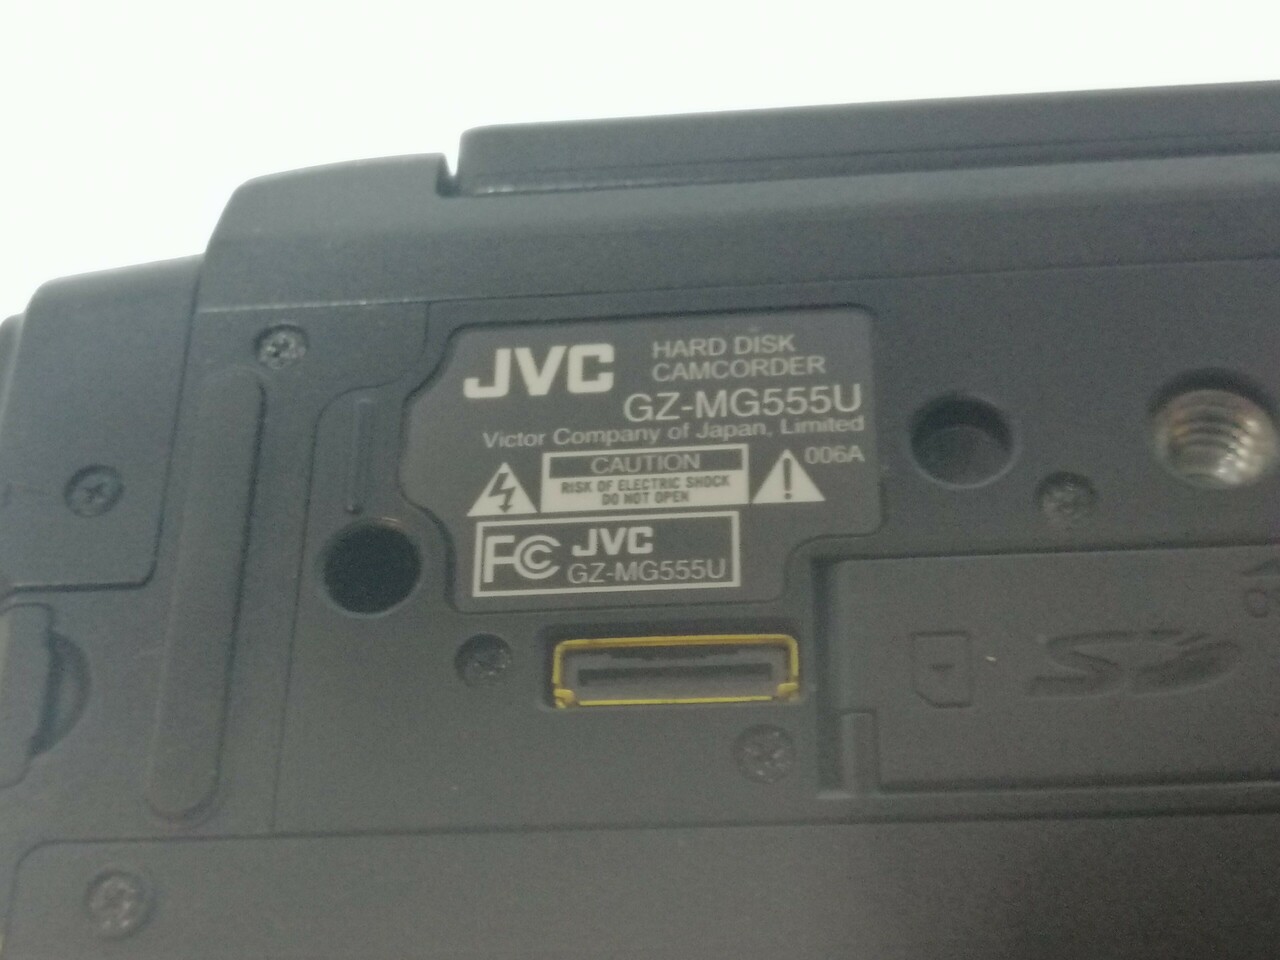 JVC
HARD DISK
CAMCORDER
GZ-MG555U
Victor Company of Japan, Limited
CAUTION
RISK OF ELECTRIC SHOCK
DO NOT OPEN
006A
FC JVC
GZ-MG555U
SD